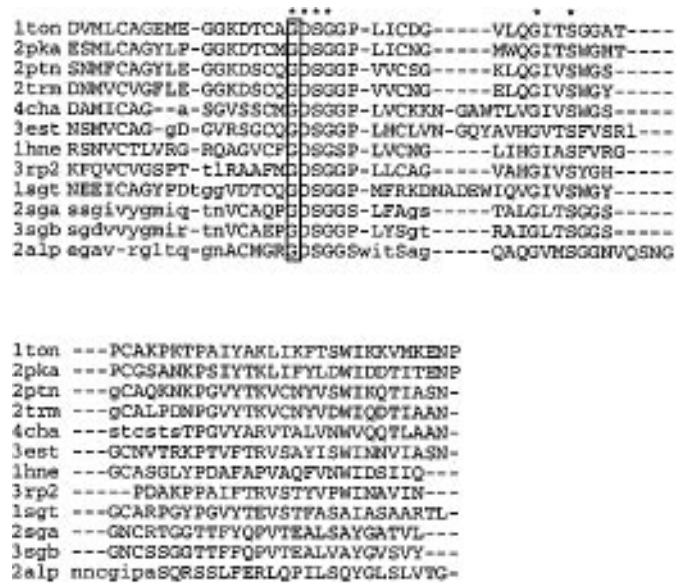 * * * *   *   *
1ton DVMLCAGEME-GGKDTCAGDSGGP-LICDG-----VLQGITSGGAT----
2pka ESMLCAGYLP-GGKDTCMGDSGGP-LICNG-----MWQGITSWGHT----
2ptn SNMFCAGYLE-GGKDSCQGDSGGP-VVCSG-----KLQGIVSWGS-----
2trm DNMVCVGFLE-GGKDSCQGDSGGP-VVCNG-----ELQGIVSWGY-----
4cha DAMICAG--a-SGVSSCMGDSGGP-LVCKKN-GAWTLVGIVSWGS-----
3est NSMVCAG-gD-GVRSGCQGDSGGP-LHCLVN-GQYAVHGVTSFVSRl---
1hne RSNVCTLVRG-RQAGVCFGDSGSP-LVCNG-----LIHGIASFVRG----
3rp2 KFQVCVGSPT-tlRAAFMGDSGGP-LLCAG-----VAHGIVSYGH-----
1sgt NEEICAGYPDtggvDTCQGDSGGP-MFRKDNADEWIQVGIVSWGY-----
2sga ssgivygmiq-tnVCAQPGDSGGS-LFAgs-----TALGLTSGGS-----
3sgb sgdvvygmir-tnVCAEPGDSGGP-LYSgt-----RAIGLTSGGS-----
2alp egav-rgltq-gnACMGRGDSGGSwitSag-----QAQGVMSGGNVQSNG
1ton ---PCAKPKTPAIYAKLIKFTSWIKKVMKENP
2pka ---PCGSANKPSIYTKLIFYLDWIDDTITENP
2ptn ---gCAQKNKPGVYTKVCNYVSWIKQTIASN-
2trm ---gCALPDNPGVYTKVCNYVDWIQDTIAAN-
4cha ---stcstsTPGVYARVTALVNWVQQTLAAN-
3est ---GCNVTRKPTVFTRVSAYISWINNVIASN-
1hne ---GCASGLYPDAFAPVAQFVNWIDSIIQ---
3rp2 -----PDAKPPAIFTRVSTYVPWINAVIN---
1sgt ---GCARPGYPGVYTEVSTFASAIASAARTL-
2sga ---GNCRTGGTTFYQPVTEALSAYGATVL---
3sgb ---GNCSSGGTTFFQPVTEALVAYGVSVY---
2alp mncgipaSQRSSLFERLQPILSQYGLSLVTG-